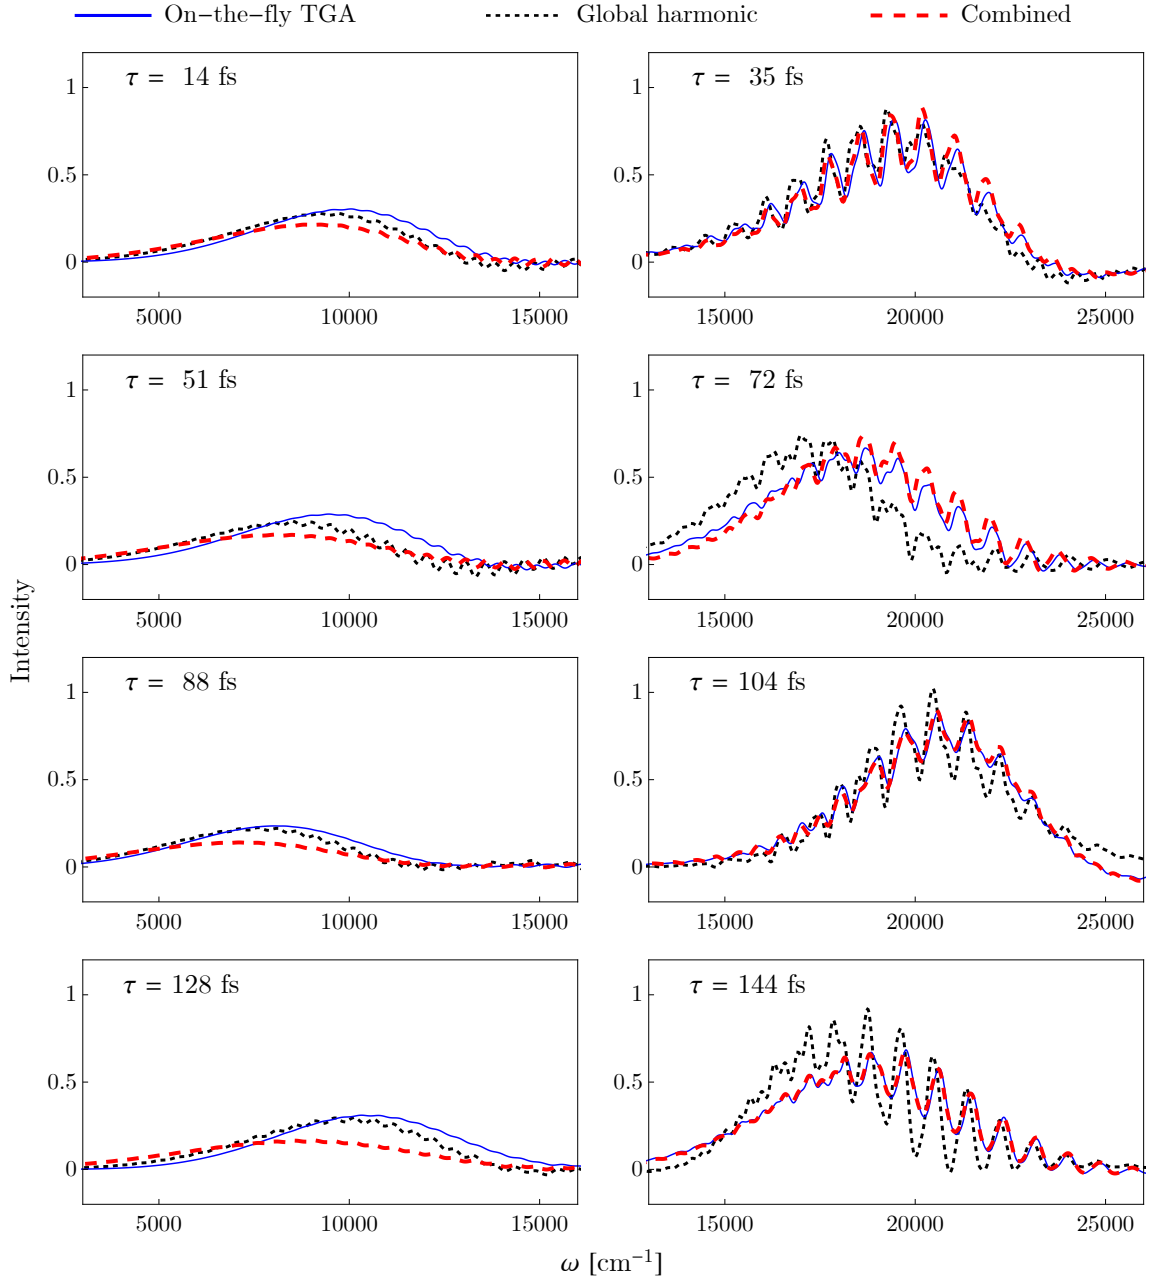 On−the−fly TGA Global harmonic Combined
τ = 14 fs τ = 35 fs
1 1
0.5 0.5
0 0
5000 10000 15000 15000 20000 25000
τ = 51 fs τ = 72 fs
1 1
0.5 0.5
0 0
5000 10000 15000 15000 20000 25000
Intensity
τ = 88 fs τ = 104 fs
1 1
0.5 0.5
0 0
5000 10000 15000 15000 20000 25000
τ = 128 fs τ = 144 fs
1 1
0.5 0.5
0 0
5000 10000 15000 15000 20000 25000
ω [cm⁻¹]